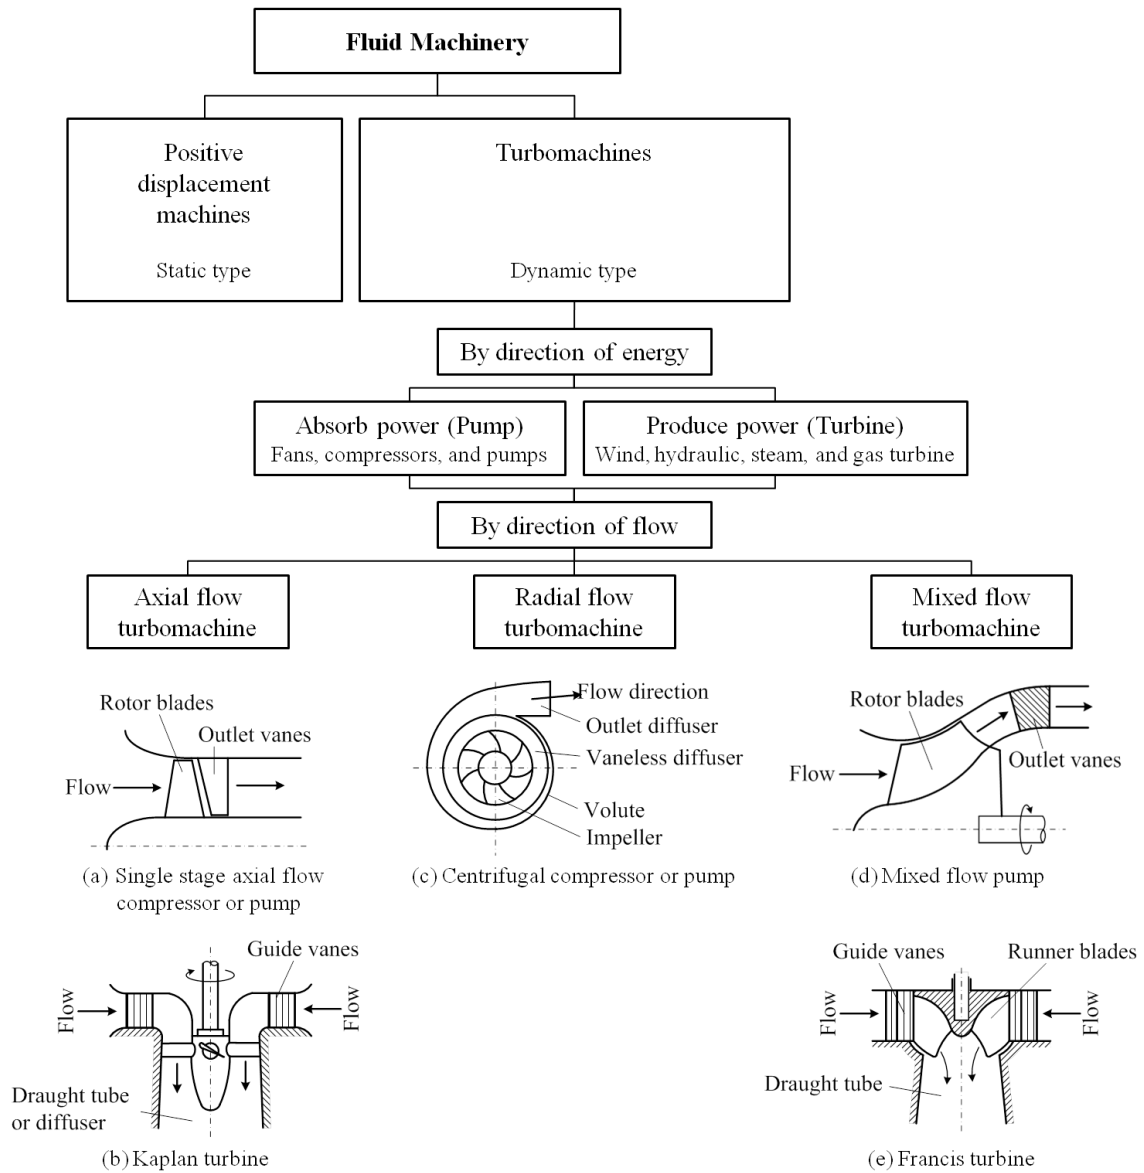 Fluid Machinery
Positive
displacement
machines
Static type
Turbomachines
Dynamic type
By direction of energy
Absorb power (Pump)
Fans, compressors, and pumps
Produce power (Turbine)
Wind, hydraulic, steam, and gas turbine
By direction of flow
Axial flow
turbomachine
Radial flow
turbomachine
Mixed flow
turbomachine
Rotor blades
Outlet vanes
Flow
(a) Single stage axial flow
compressor or pump
Flow direction
Outlet diffuser
Vaneless diffuser
Volute
Impeller
(c) Centrifugal compressor or pump
Rotor blades
Outlet vanes
Flow
(d) Mixed flow pump
Guide vanes
Flow
Flow
Draught tube
or diffuser
(b) Kaplan turbine
Guide vanes
Runner blades
Flow
Flow
Draught tube
(e) Francis turbine